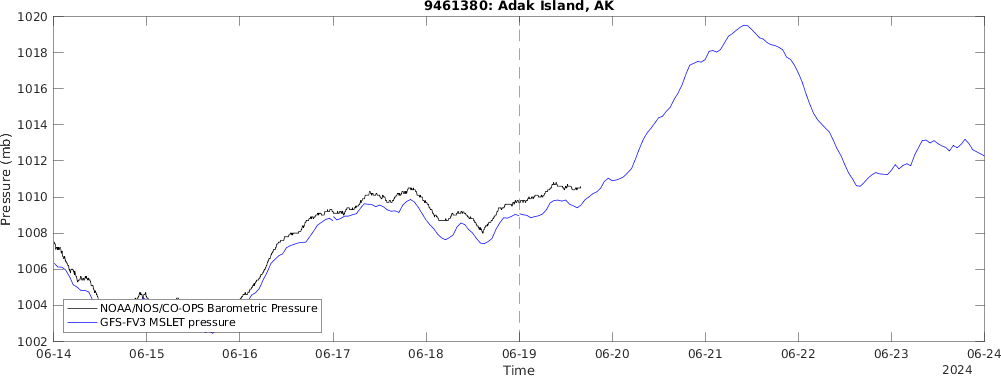 9461380: Adak Island, AK
Pressure (mb)
1020
1018
1016
1014
1012
1010
1008
1006
1004
1002
NOAA/NOS/CO-OPS Barometric Pressure
GFS-FV3 MSLET pressure
06-14 06-15 06-16 06-17 06-18 06-19 06-20 06-21 06-22 06-23 06-24
Time
2024